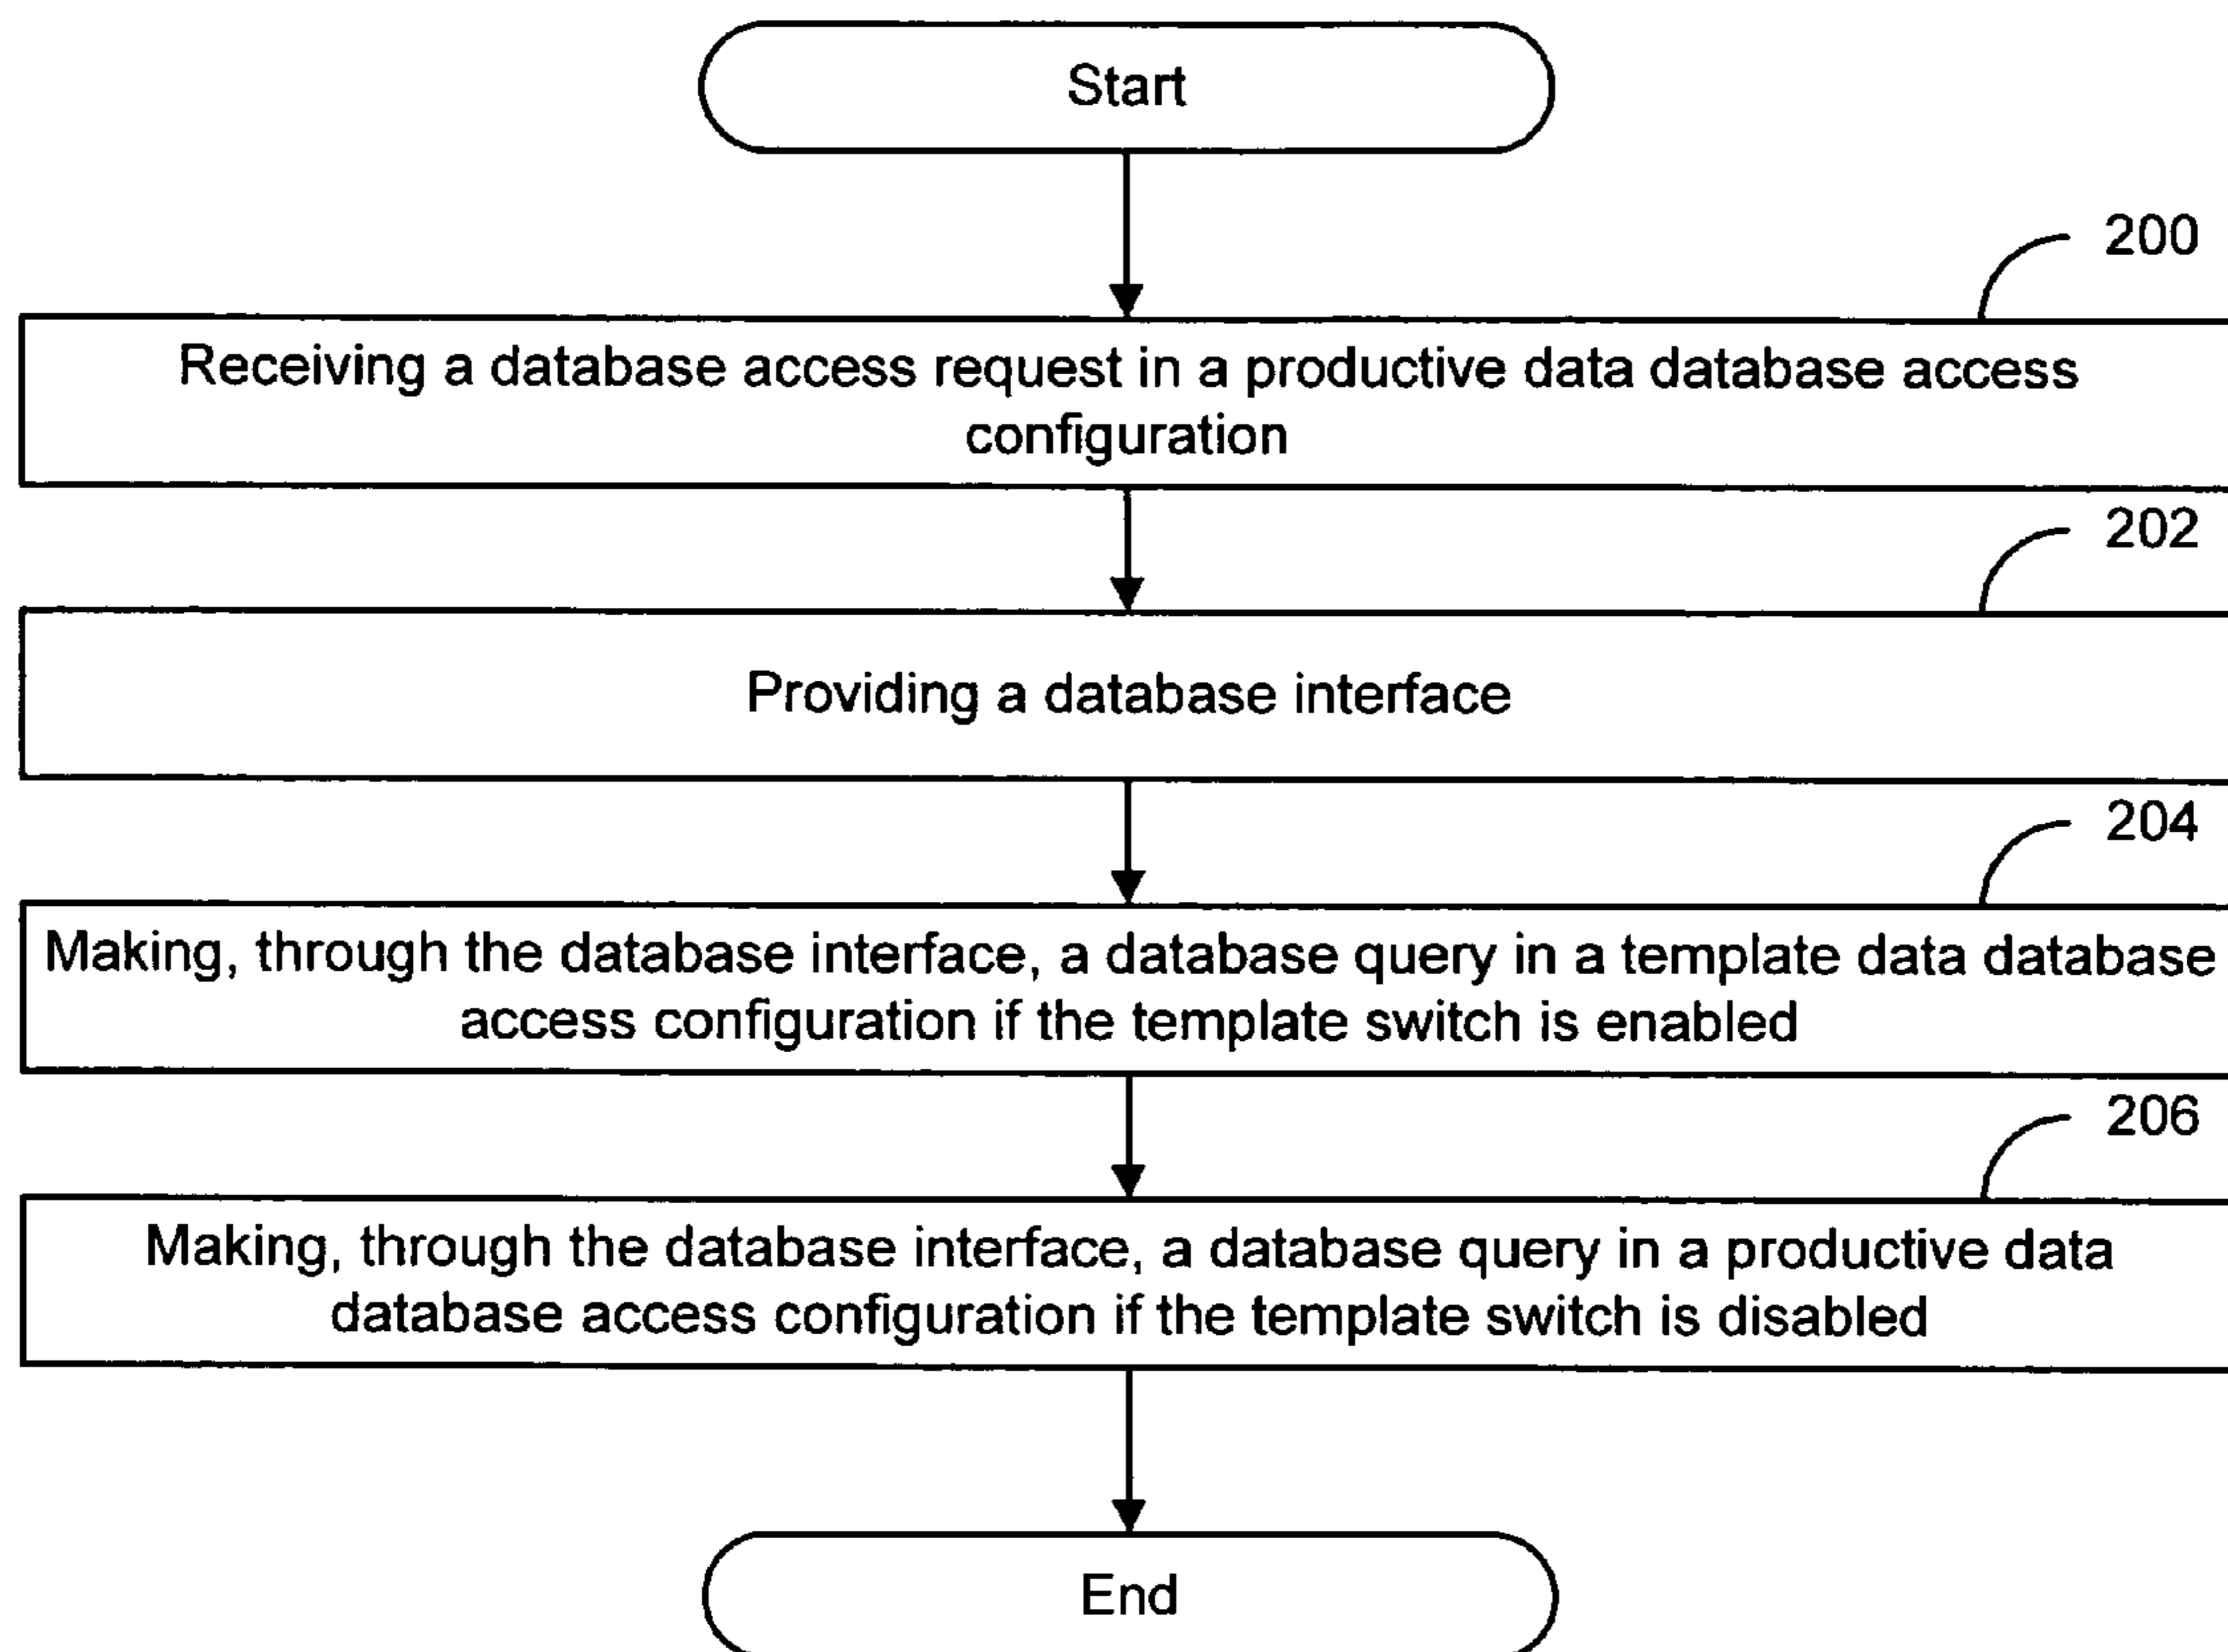 Start
200
Receiving a database access request in a productive data database access
configuration
202
Providing a database interface
204
Making, through the database interface, a database query in a template data database
access configuration if the template switch is enabled
206
Making, through the database interface, a database query in a productive data
database access configuration if the template switch is disabled
End